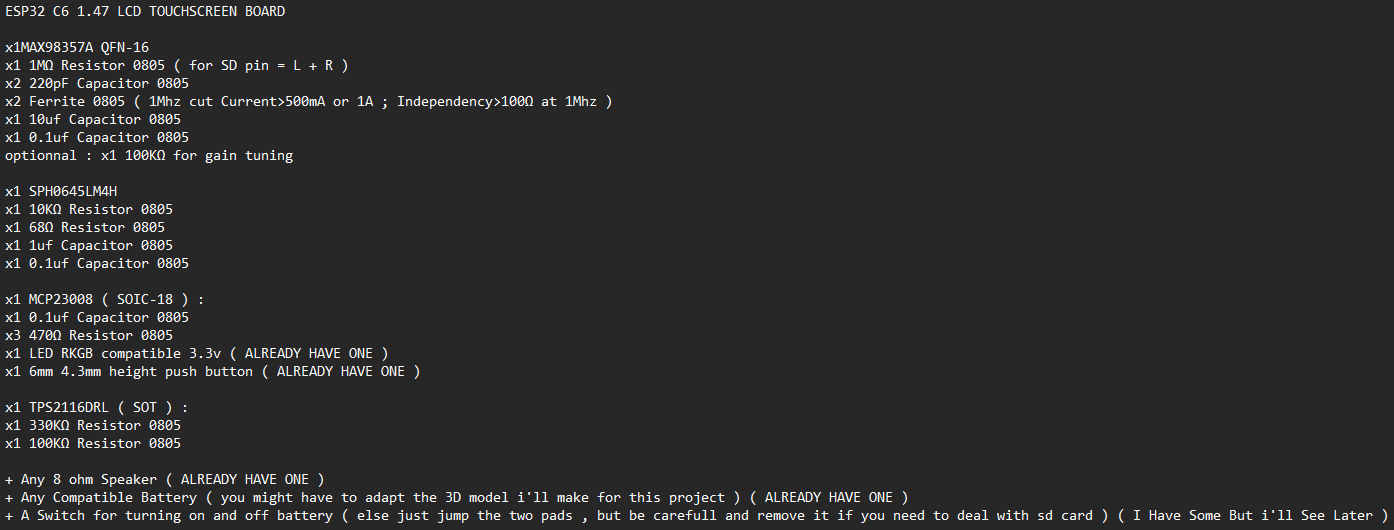 ESP32 C6 1.47 LCD TOUCHSCREEN BOARD
x1MAX98357A QFN-16
x1 1MΩ Resistor 0805 ( for SD pin = L + R )
x2 220pF Capacitor 0805
x2 Ferrite 0805 ( 1Mhz cut Current>500mA or 1A ; Independency>100Ω at 1Mhz )
x1 10uf Capacitor 0805
x1 0.1uf Capacitor 0805
optionnal : x1 100KΩ for gain tuning
x1 SPH0645LM4H
x1 10KΩ Resistor 0805
x1 68Ω Resistor 0805
x1 1uf Capacitor 0805
x1 0.1uf Capacitor 0805
x1 MCP23008 ( SOIC-18 ) :
x1 0.1uf Capacitor 0805
x3 470Ω Resistor 0805
x1 LED RKGB compatible 3.3v ( ALREADY HAVE ONE )
x1 6mm 4.3mm height push button ( ALREADY HAVE ONE )
x1 TPS2116DRL ( SOT ) :
x1 330KΩ Resistor 0805
x1 100KΩ Resistor 0805
+ Any 8 ohm Speaker ( ALREADY HAVE ONE )
+ Any Compatible Battery ( you might have to adapt the 3D model i'll make for this project ) ( ALREADY HAVE ONE )
+ A Switch for turning on and off battery ( else just jump the two pads , but be carefull and remove it if you need to deal with sd card ) ( I Have Some But i'll See Later )